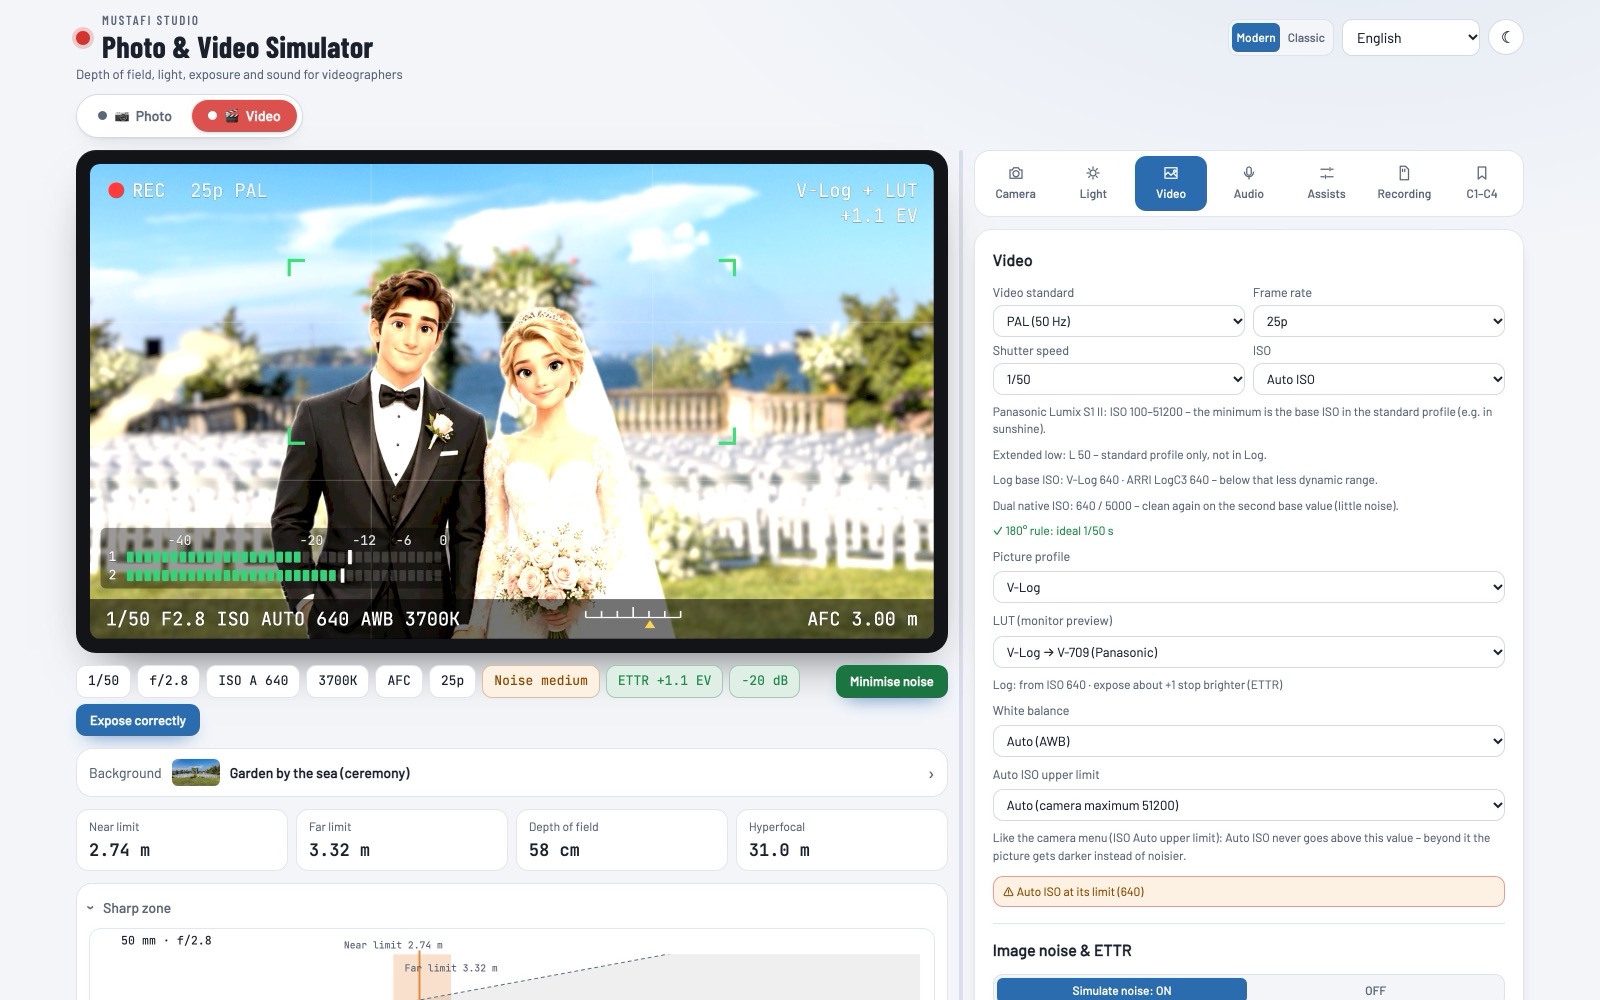 MUSTAFI STUDIO
Photo & Video Simulator
Depth of field, light, exposure and sound for videographers
Modern Classic English
Photo Video
REC 25p PAL
V-Log + LUT
+1.1 EV
-40 -20 -12 -6 0
1
2
1/50 F2.8 ISO AUTO 640 AWB 3700K AFC 3.00 m
1/50 f/2.8 ISO A 640 3700K AFC 25p Noise medium ETTR +1.1 EV -20 dB Minimise noise
Expose correctly
Background Garden by the sea (ceremony)
Near limit
2.74 m
Far limit
3.32 m
Depth of field
58 cm
Hyperfocal
31.0 m
Sharp zone
50 mm · f/2.8
Near limit 2.74 m
Far limit 3.32 m
Camera Light Video Audio Assists Recording C1–C4
Video
Video standard Frame rate
PAL (50 Hz) 25p
Shutter speed ISO
1/50 Auto ISO
Panasonic Lumix S1 II: ISO 100–51200 – the minimum is the base ISO in the standard profile (e.g. in
sunshine).
Extended low: L 50 – standard profile only, not in Log.
Log base ISO: V-Log 640 · ARRI LogC3 640 – below that less dynamic range.
Dual native ISO: 640 / 5000 – clean again on the second base value (little noise).
✓ 180° rule: ideal 1/50 s
Picture profile
V-Log
LUT (monitor preview)
V-Log → V-709 (Panasonic)
Log: from ISO 640 · expose about +1 stop brighter (ETTR)
White balance
Auto (AWB)
Auto ISO upper limit
Auto (camera maximum 51200)
Like the camera menu (ISO Auto upper limit): Auto ISO never goes above this value – beyond it the
picture gets darker instead of noisier.
⚠ Auto ISO at its limit (640)
Image noise & ETTR
Simulate noise: ON OFF